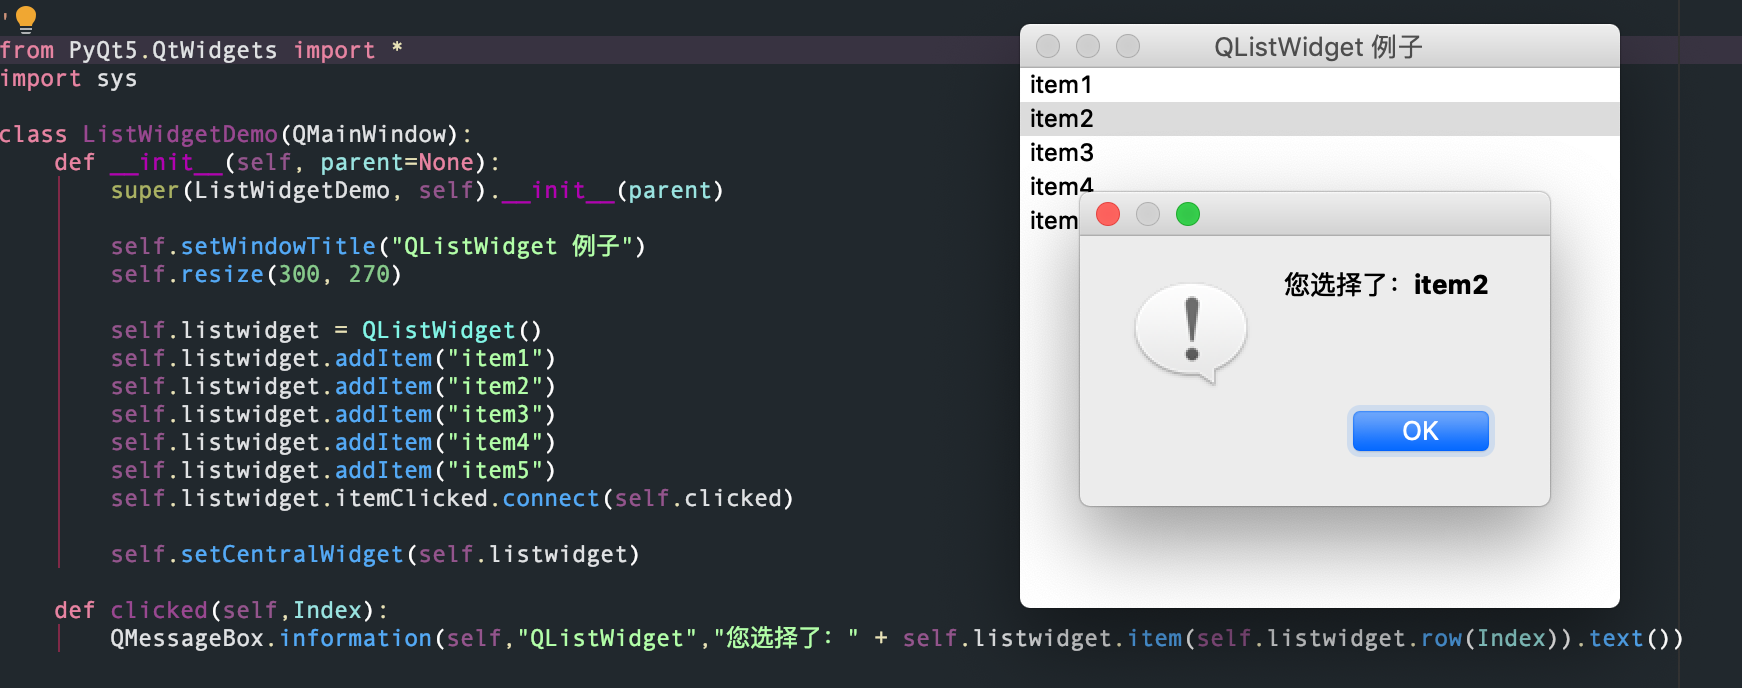 '
from PyQt5.QtWidgets import *
import sys
class ListWidgetDemo(QMainWindow):
    def __init__(self, parent=None):
        super(ListWidgetDemo, self).__init__(parent)
        self.setWindowTitle("QListWidget 例子")
        self.resize(300, 270)
        self.listwidget = QListWidget()
        self.listwidget.addItem("item1")
        self.listwidget.addItem("item2")
        self.listwidget.addItem("item3")
        self.listwidget.addItem("item4")
        self.listwidget.addItem("item5")
        self.listwidget.itemClicked.connect(self.clicked)
        self.setCentralWidget(self.listwidget)
    def clicked(self,Index):
        QMessageBox.information(self,"QListWidget","您选择了: " + self.listwidget.item(self.listwidget.row(Index)).text())
QListWidget 例子
item1
item2
item3
item4
item
您选择了: item2
OK